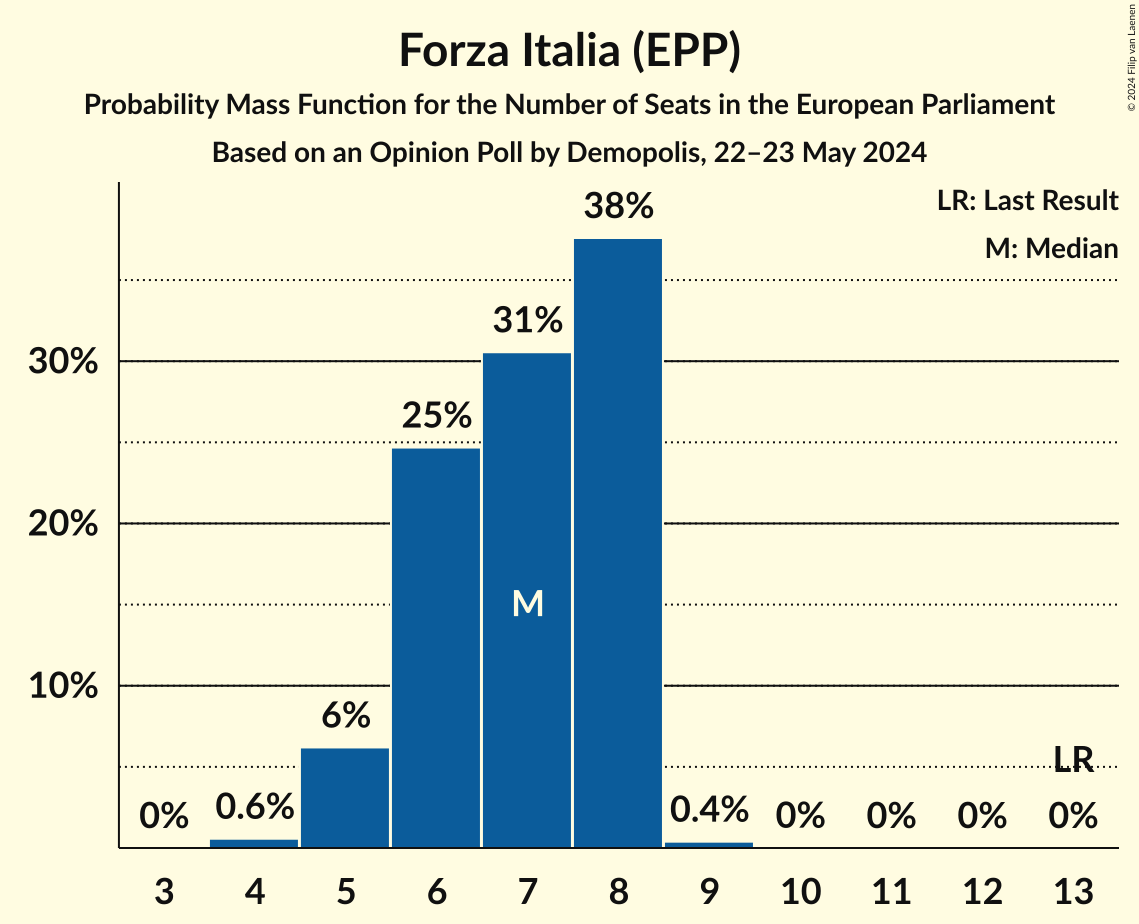 Forza Italia (EPP)
Probability Mass Function for the Number of Seats in the European Parliament
Based on an Opinion Poll by Demopolis, 22–23 May 2024
© 2024 Filip van Laenen
LR: Last Result
M: Median
38%
31%
30%
25%
20%
M
10%
6%
LR
0% 0.6% 0.4% 0% 0% 0% 0%
3 4 5 6 7 8 9 10 11 12 13